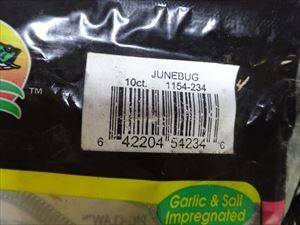 JUNEBUG
10ct. 1154-234
6 42204 54234 6
TM
Garlic & Salt
Impregnated